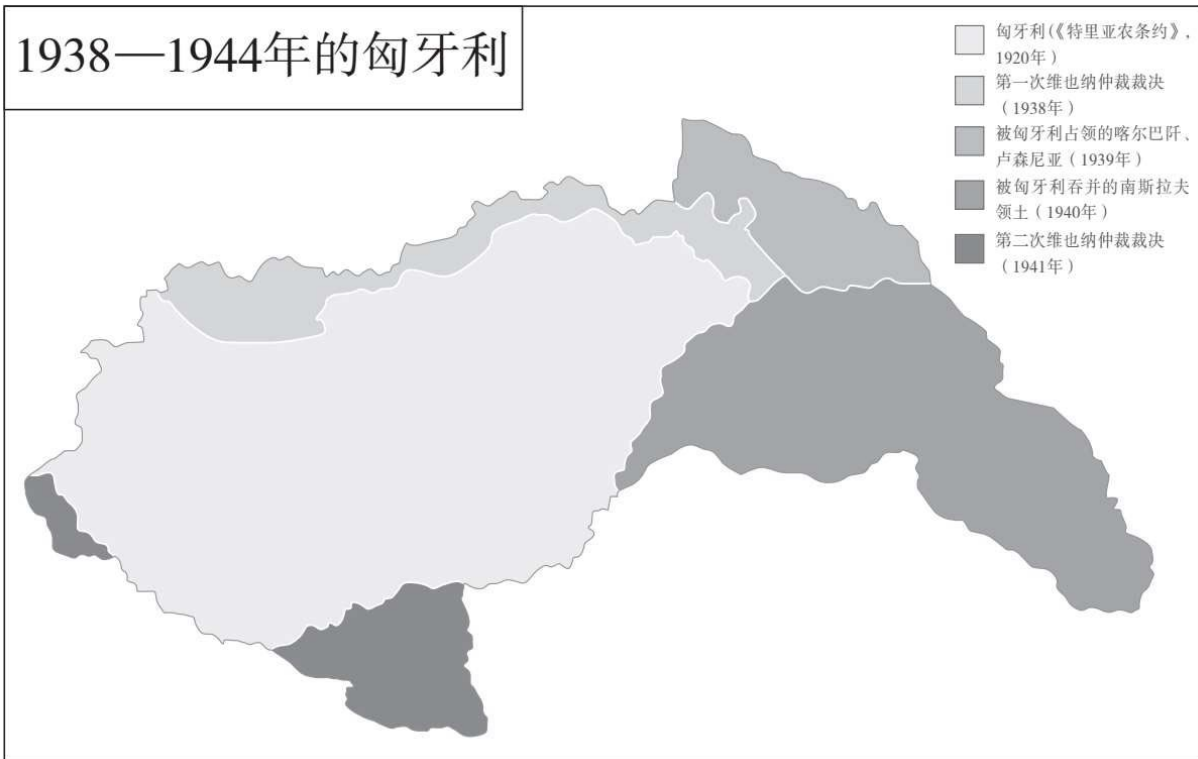 1938—1944年的匈牙利
匈牙利(《特里亚农条约》，
1920年）
第一次维也纳仲裁裁决
（1938年）
被匈牙利占领的喀尔巴阡、
卢森尼亚（1939年）
被匈牙利吞并的南斯拉夫
领土（1940年）
第二次维也纳仲裁裁决
（1941年）